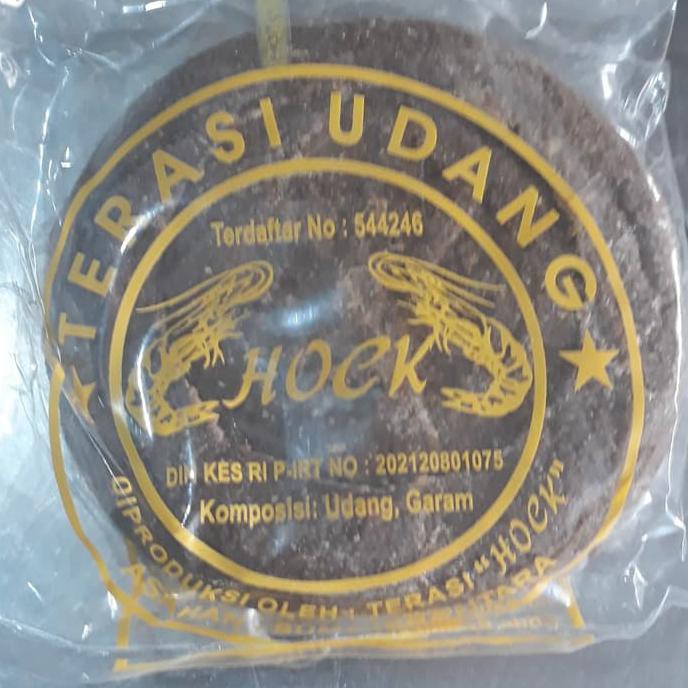 TERASI UDANG
Terdaftar No : 544246
HOCK
DIN KES RI P-IRT NO : 202120801075
Komposisi: Udang, Garam
DIPRODUKSI OLEH : TERASI "HOCK"
ASAHAN